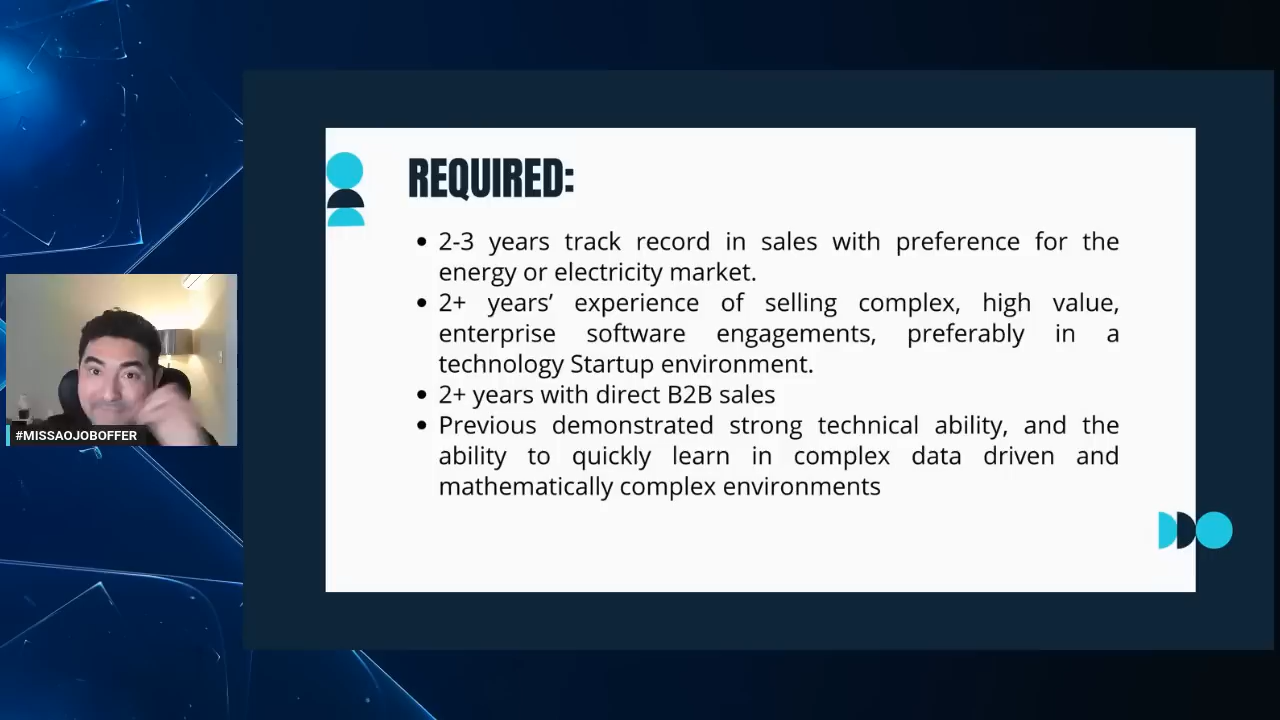 REQUIRED:
• 2-3 years track record in sales with preference for the
energy or electricity market.
• 2+ years’ experience of selling complex, high value,
enterprise software engagements, preferably in a
technology Startup environment.
• 2+ years with direct B2B sales
• Previous demonstrated strong technical ability, and the
ability to quickly learn in complex data driven and
mathematically complex environments
#MISSAOJOBOFFER